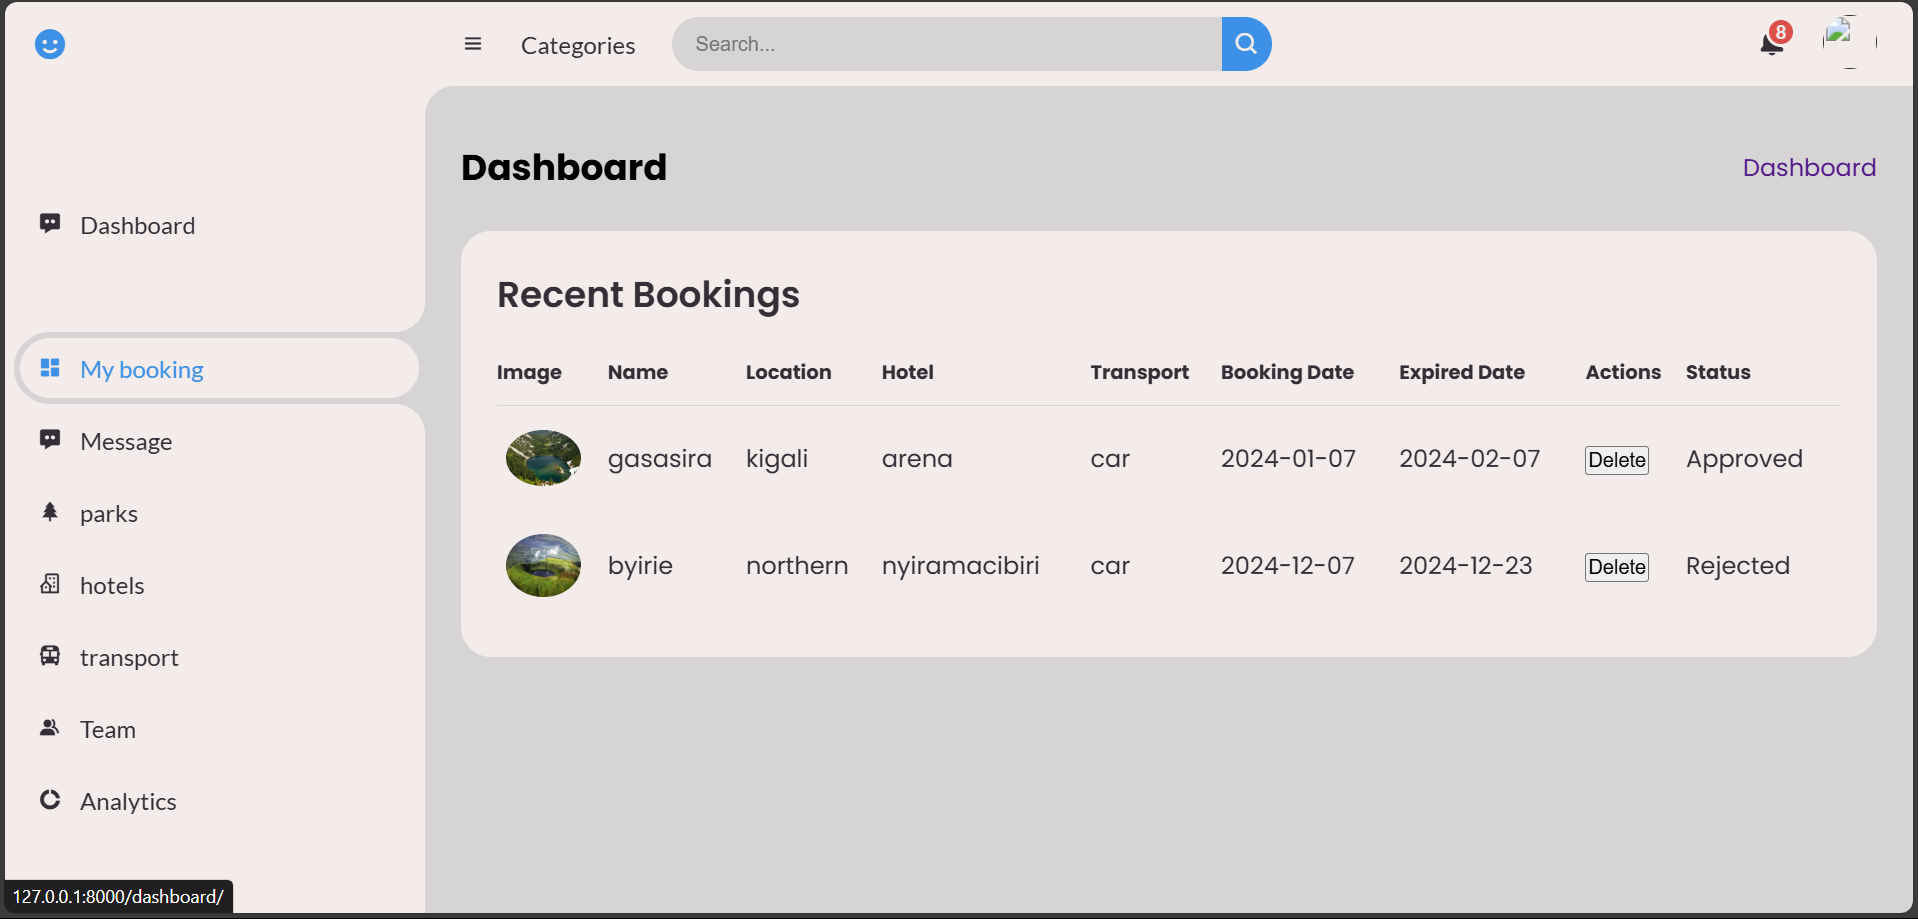 Categories
Search...
8
Dashboard
Dashboard
Dashboard
My booking
Message
parks
hotels
transport
Team
Analytics
Recent Bookings
Image Name Location Hotel Transport Booking Date Expired Date Actions Status
gasasira kigali arena car 2024-01-07 2024-02-07 Delete Approved
byirie northern nyiramacibiri car 2024-12-07 2024-12-23 Delete Rejected
127.0.0.1:8000/dashboard/